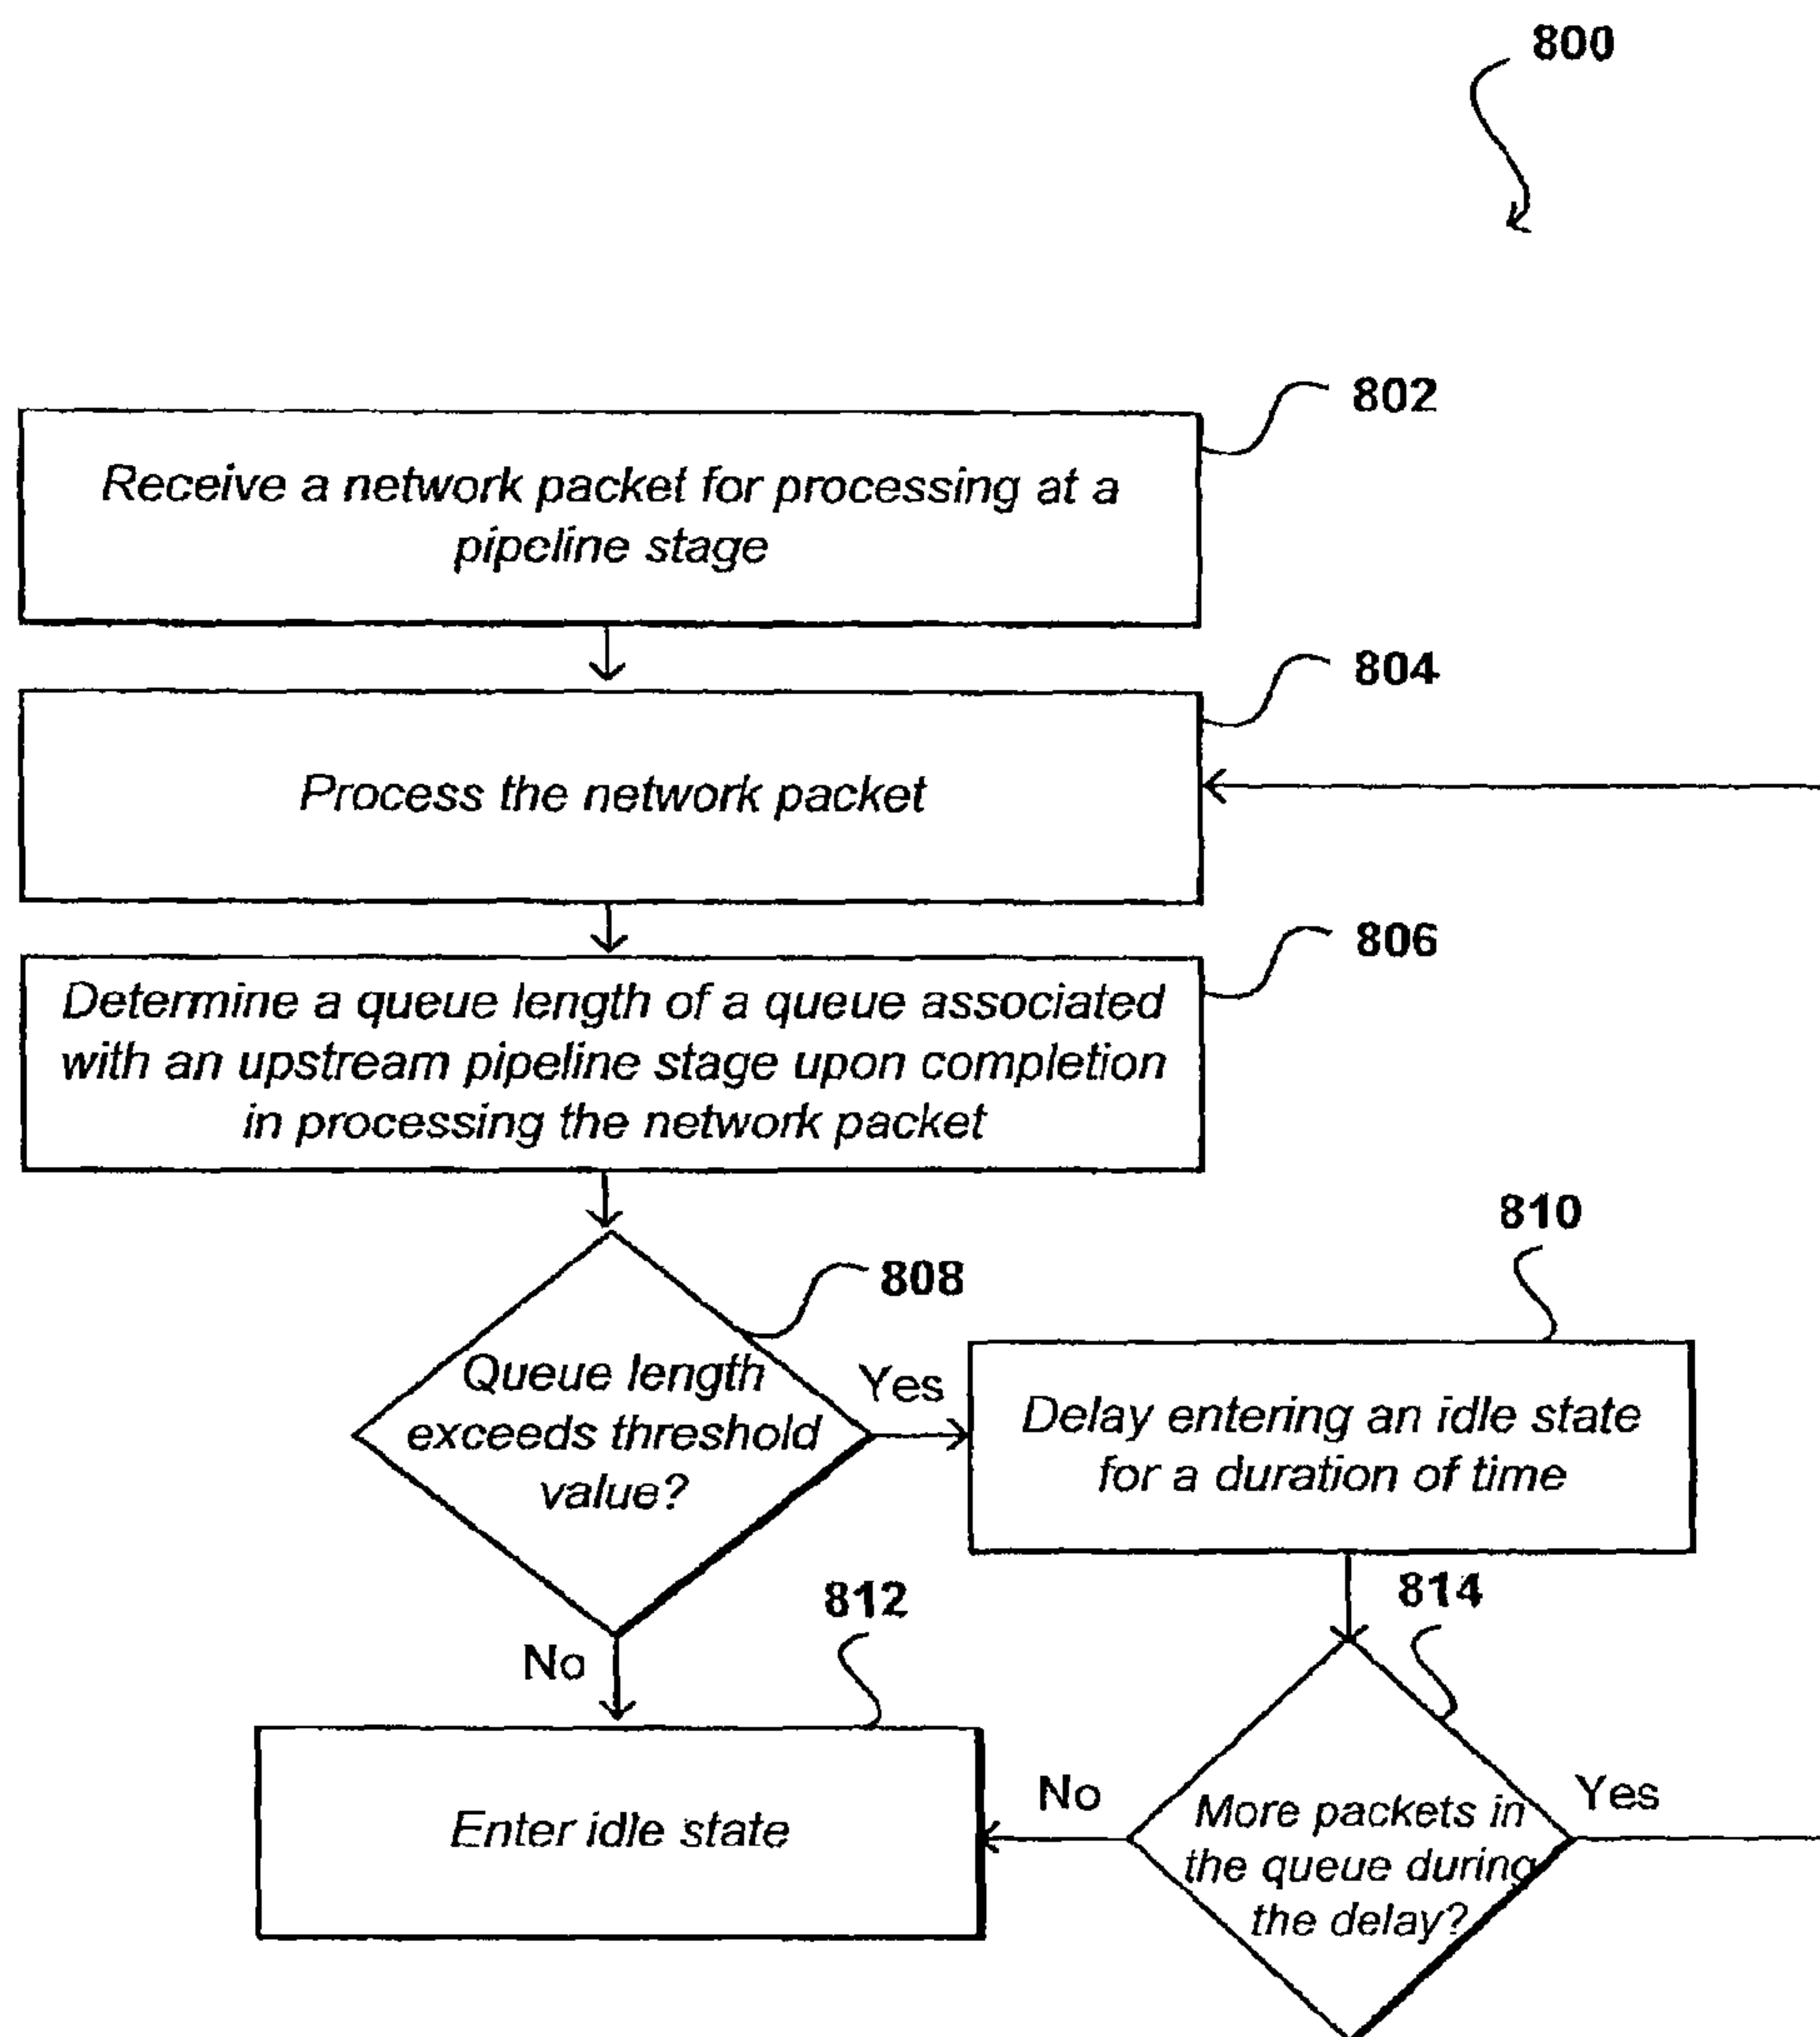 800
802
Receive a network packet for processing at a
pipeline stage
804
Process the network packet
806
Determine a queue length of a queue associated
with an upstream pipeline stage upon completion
in processing the network packet
808
Queue length
exceeds threshold
value?
Yes
810
Delay entering an idle state
for a duration of time
No
812
Enter idle state
814
More packets in
the queue during
the delay?
No
Yes